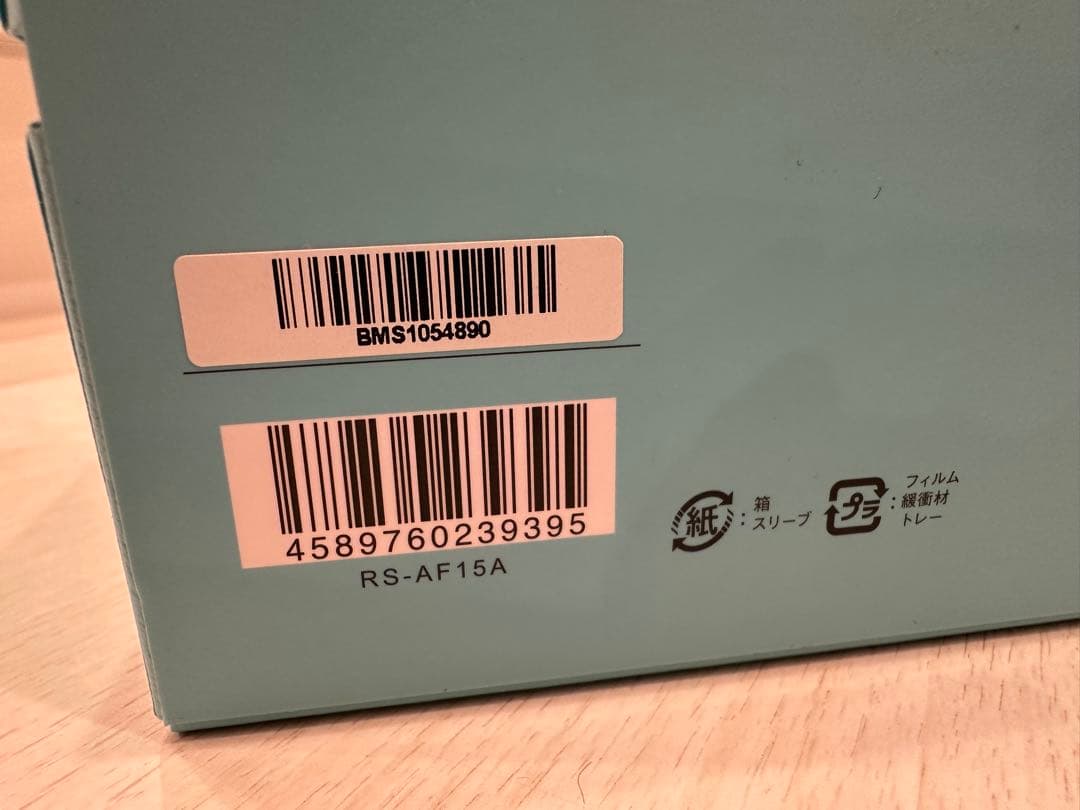 BMS1054890
4589760239395
RS-AF15A
紙 : 箱
スリーブ
プラ : フィルム
緩衝材
トレー